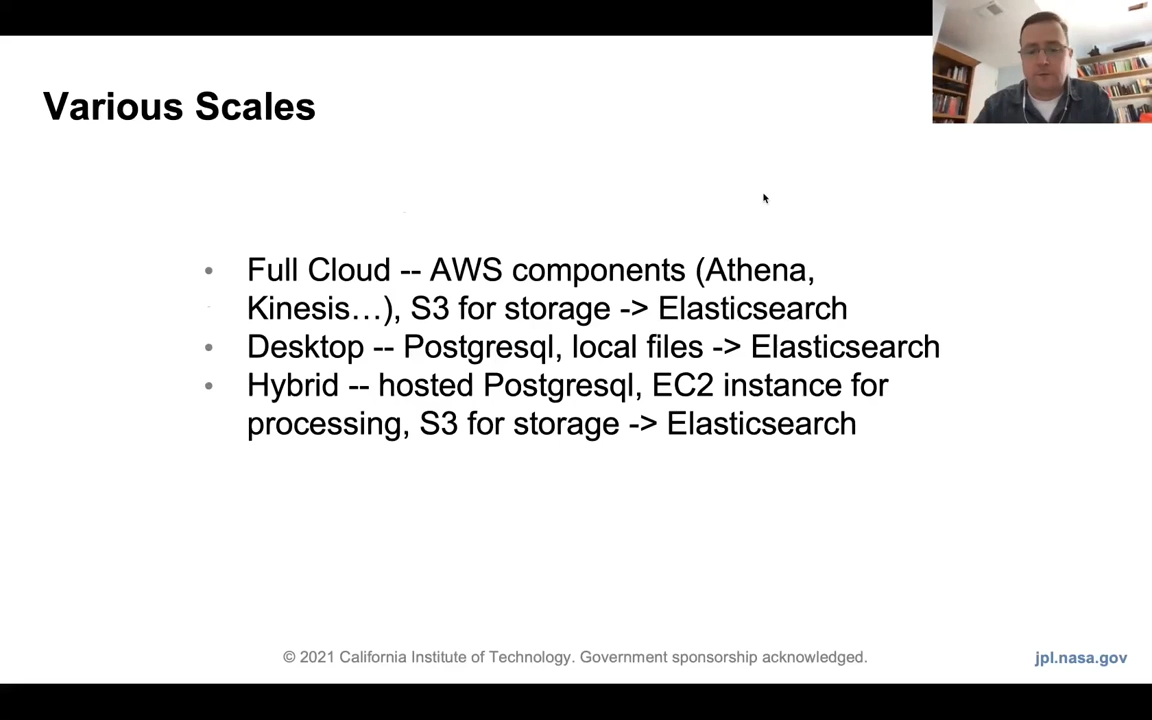 Various Scales
• Full Cloud -- AWS components (Athena,
Kinesis…), S3 for storage -> Elasticsearch
• Desktop -- Postgresql, local files -> Elasticsearch
• Hybrid -- hosted Postgresql, EC2 instance for
processing, S3 for storage -> Elasticsearch
© 2021 California Institute of Technology. Government sponsorship acknowledged.
jpl.nasa.gov